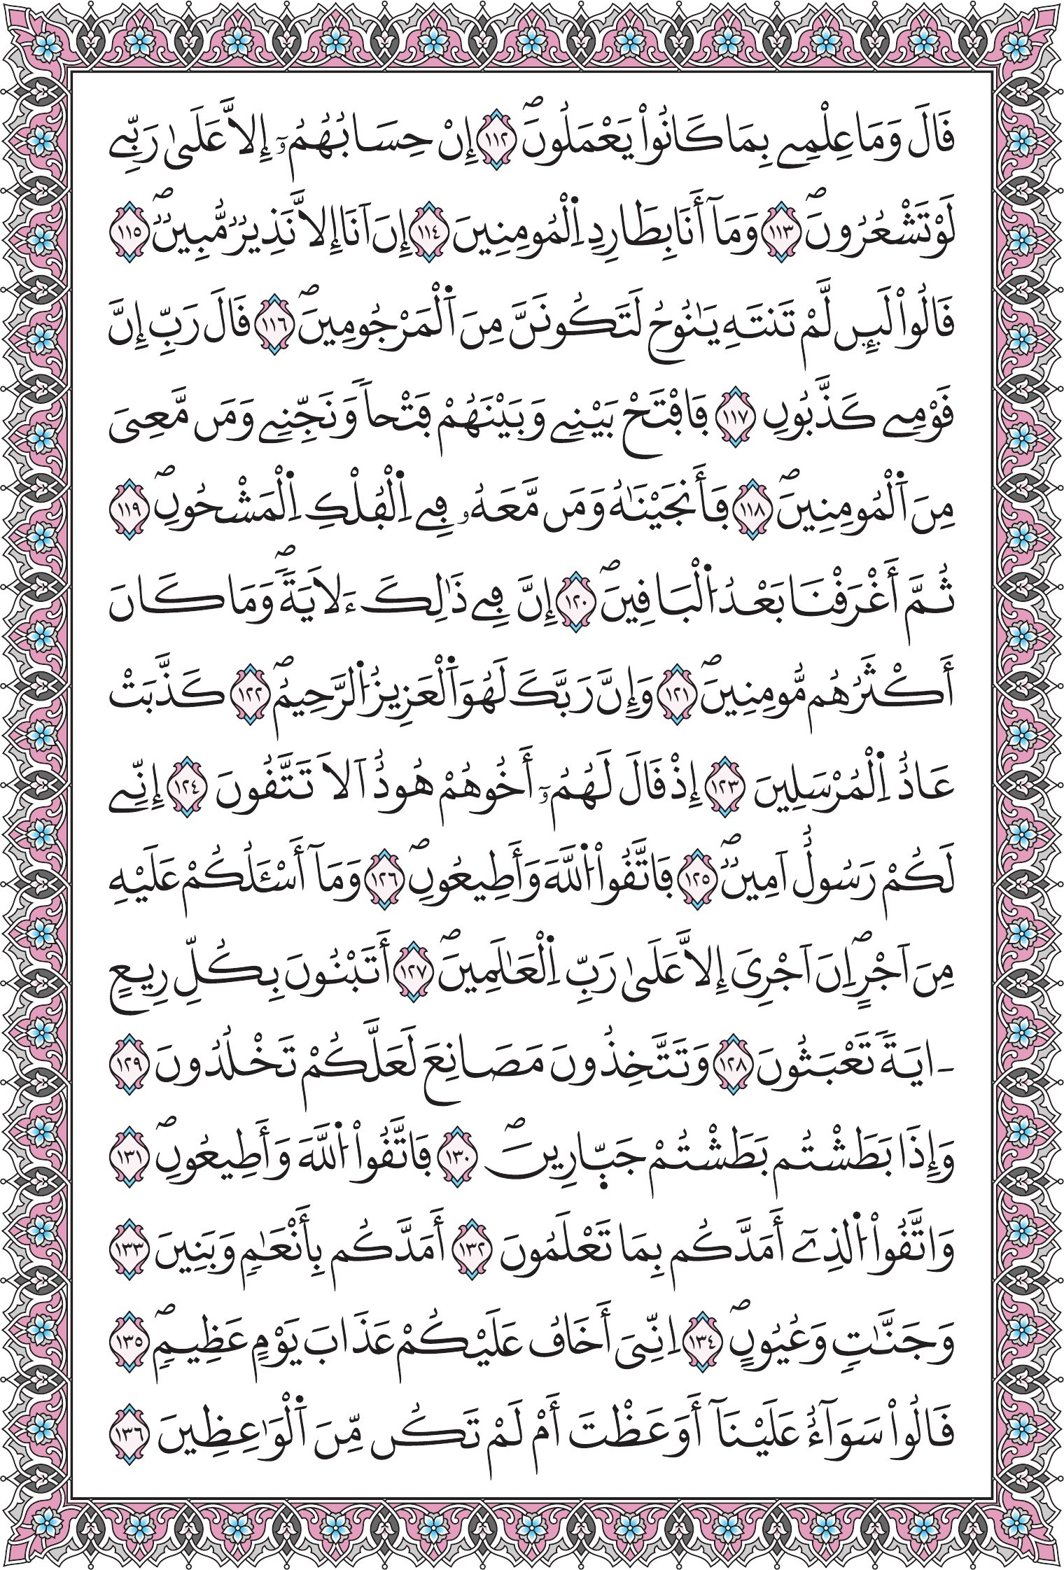 قَالَ وَمَا عِلْمِے بِمَا كَانُواْ يَعْمَلُونَۖ ١١٢ إِنْ حِسَابُهُمُۥٓ إِلَّا عَلَىٰ رَبِّے
لَوْ تَشْعُرُونَۖ ١١٣ وَمَآ أَنَا بِطَارِدِ اِ۬لْمُومِنِينَ ١١٤ إِنَ اَنَا إِلَّا نَذِيرٞ مُّبِينٞۖ ١١٥
قَالُواْ لَئِن لَّمْ تَنتَهِ يَٰنُوحُ لَتَكُونَنَّ مِنَ اَ۬لْمَرْجُومِينَۖ ١١٦ قَالَ رَبِّ إِنَّ
قَوْمِے كَذَّبُونِ ١١٧ فَافْتَحْ بَيْنِے وَبَيْنَهُمْ فَتْحاٗ وَنَجِّنِے وَمَن مَّعِيَ
مِنَ اَ۬لْمُومِنِينَۖ ١١٨ فَأَنجَيْنَٰهُ وَمَن مَّعَهُۥ فِے اِ۬لْفُلْكِ اِ۬لْمَشْحُونِۖ ١١٩
ثُمَّ أَغْرَقْنَا بَعْدُ اُ۬لْبَاقِينَۖ ١٢٠ إِنَّ فِے ذَٰلِكَ ءَلَايَةٗۖ وَمَا كَانَ
أَكْثَرُهُم مُّومِنِينَۖ ١٢١ وَإِنَّ رَبَّكَ لَهُوَ اَ۬لْعَزِيزُ اُ۬لرَّحِيمُۖ ١٢٢ كَذَّبَتْ
عَادٌ اِ۬لْمُرْسَلِينَ ١٢٣ إِذْ قَالَ لَهُمُۥٓ أَخُوهُمْ هُودٌ اَلَا تَتَّقُونَ ١٢٤ إِنِّے
لَكُمْ رَسُولٌ اَمِينٞۖ ١٢٥ فَاتَّقُواْ اُ۬للَّهَ وَأَطِيعُونِۖ ١٢٦ وَمَآ أَسْـَٔلُكُمْ عَلَيْهِ
مِنَ اَجْرٍۖ اِنَ اَجْرِيَ إِلَّا عَلَىٰ رَبِّ اِ۬لْعَٰلَمِينَۖ ١٢٧ أَتَبْنُونَ بِكُلِّ رِيعٍ
ـايَةٗ تَعْبَثُونَ ١٢٨ وَتَتَّخِذُونَ مَصَانِعَ لَعَلَّكُمْ تَخْلُدُونَ ١٢٩
وَإِذَا بَطَشْتُم بَطَشْتُمْ جَبّ۪ارِينَۖ ١٣٠ فَاتَّقُواْ اُ۬للَّهَ وَأَطِيعُونِۖ ١٣١
وَاتَّقُواْ اُ۬لذِےٓ أَمَدَّكُم بِمَا تَعْلَمُونَ ١٣٢ أَمَدَّكُم بِأَنْعَٰمٖ وَبَنِينَ ١٣٣
وَجَنَّٰتٖ وَعُيُونٍۖ ١٣٤ اِنِّيَ أَخَافُ عَلَيْكُمْ عَذَابَ يَوْمٍ عَظِيمٖۖ ١٣٥
قَالُواْ سَوَآءٌ عَلَيْنَآ أَوَعَظْتَ أَمْ لَمْ تَكُن مِّنَ اَ۬لْوَٰعِظِينَ ١٣٦